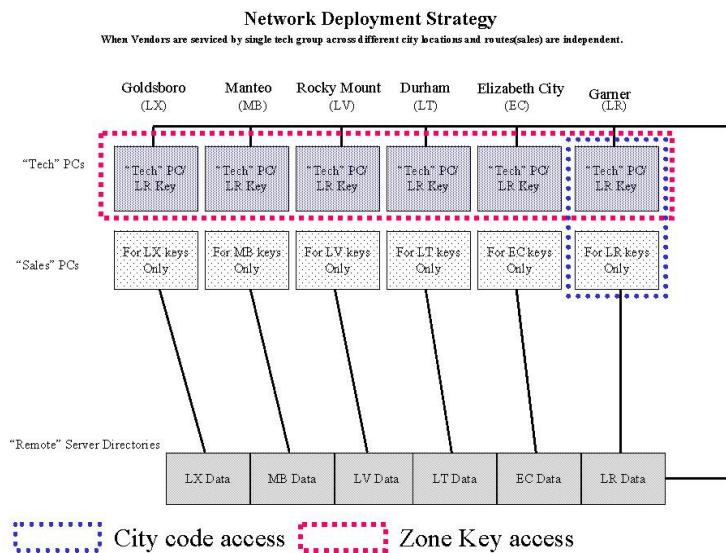 Network Deployment Strategy
When Vendors are serviced by single tech group across different city locations and routes(sales) are independent.
Goldsboro
(LX)
Manteo
(MB)
Rocky Mount
(LV)
Durham
(LT)
Elizabeth City
(EC)
Garner
(LR)
“Tech” PCs
“Tech” PC/
LR Key
“Tech” PC/
LR Key
“Tech” PC/
LR Key
“Tech” PC/
LR Key
“Tech” PC/
LR Key
“Tech” PC/
LR Key
“Sales” PCs
For LX keys
Only
For MB keys
Only
For LV keys
Only
For LT keys
Only
For EC keys
Only
For LR keys
Only
“Remote” Server Directories
LX Data
MB Data
LV Data
LT Data
EC Data
LR Data
City code access
Zone Key access